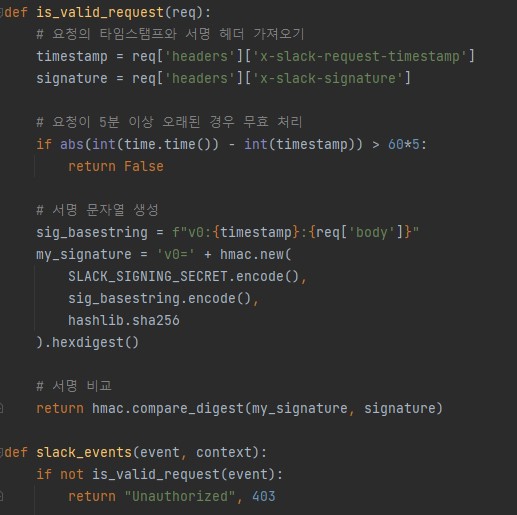 def is_valid_request(req):
    # 요청의 타임스탬프와 서명 헤더 가져오기
    timestamp = req['headers']['x-slack-request-timestamp']
    signature = req['headers']['x-slack-signature']

    # 요청이 5분 이상 오래된 경우 무효 처리
    if abs(int(time.time()) - int(timestamp)) > 60*5:
        return False

    # 서명 문자열 생성
    sig_basestring = f"v0:{timestamp}:{req['body']}"
    my_signature = 'v0=' + hmac.new(
        SLACK_SIGNING_SECRET.encode(),
        sig_basestring.encode(),
        hashlib.sha256
    ).hexdigest()

    # 서명 비교
    return hmac.compare_digest(my_signature, signature)

def slack_events(event, context):
    if not is_valid_request(event):
        return "Unauthorized", 403